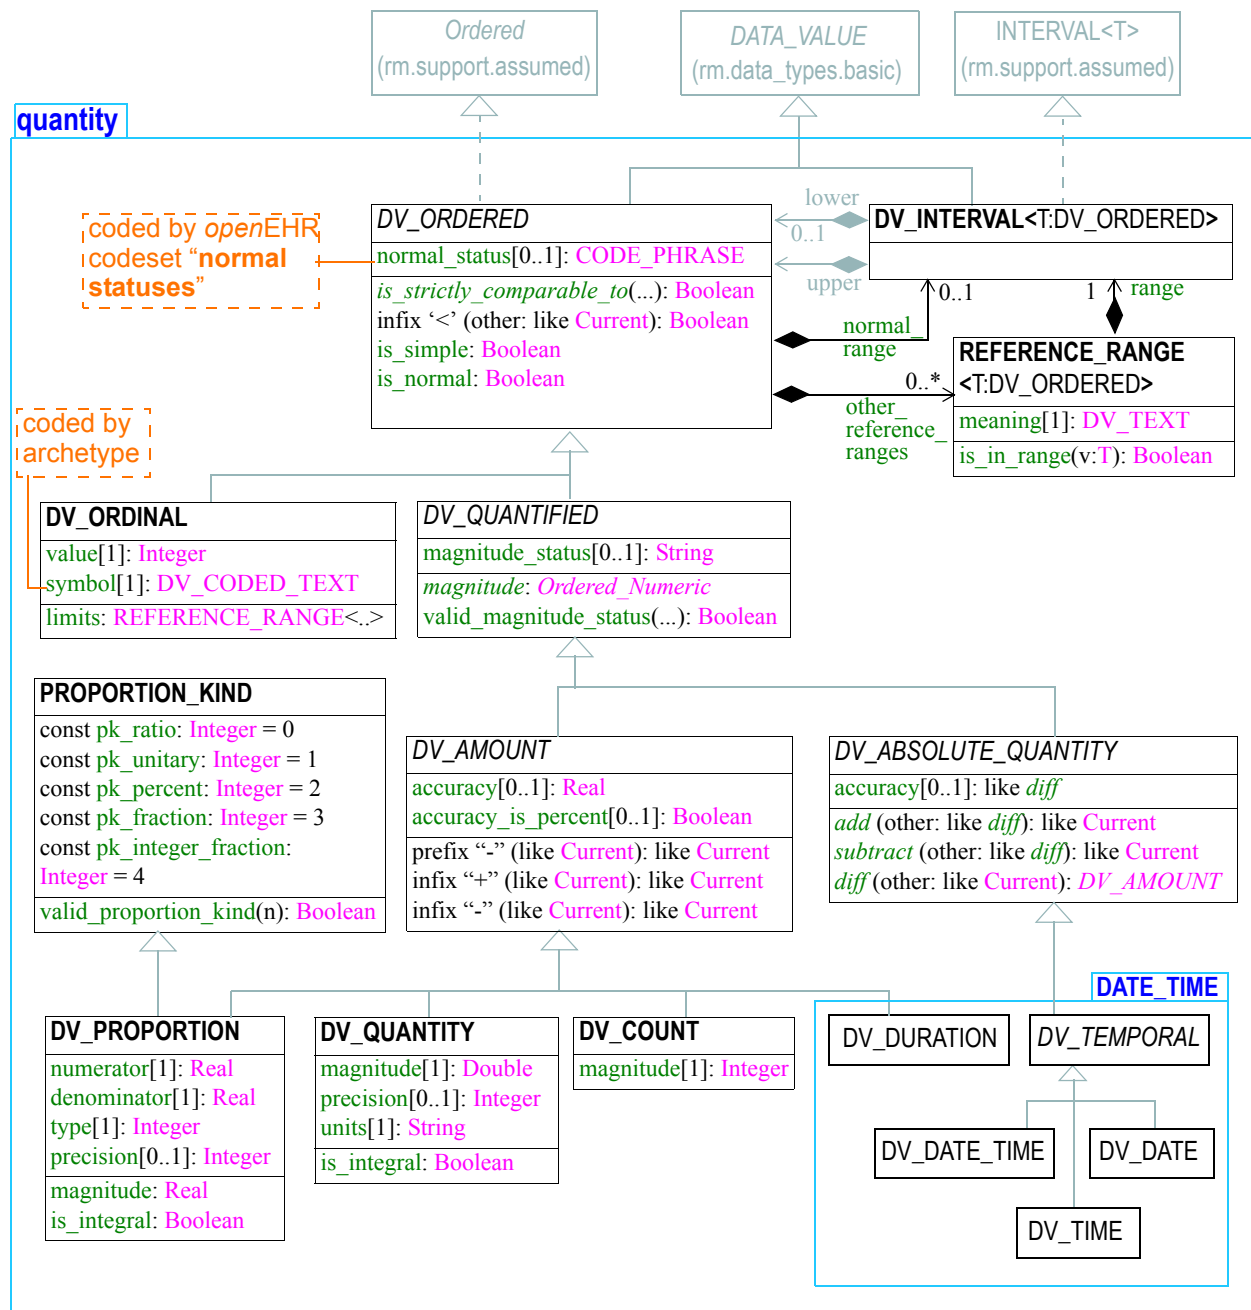 Ordered
(rm.support.assumed)
DATA_VALUE
(rm.data_types.basic)
INTERVAL<T>
(rm.support.assumed)
quantity
coded by openEHR
codeset “normal
statuses”
DV_ORDERED
normal_status[0..1]: CODE_PHRASE
is_strictly_comparable_to(...): Boolean
infix ‘<’ (other: like Current): Boolean
is_simple: Boolean
is_normal: Boolean
lower
0..1
upper
DV_INTERVAL<T:DV_ORDERED>
0..1
1
range
normal_
range
0..*
other_
reference_
ranges
REFERENCE_RANGE
<T:DV_ORDERED>
meaning[1]: DV_TEXT
is_in_range(v:T): Boolean
coded by
archetype
DV_ORDINAL
value[1]: Integer
symbol[1]: DV_CODED_TEXT
limits: REFERENCE_RANGE<..>
DV_QUANTIFIED
magnitude_status[0..1]: String
magnitude: Ordered_Numeric
valid_magnitude_status(...): Boolean
PROPORTION_KIND
const pk_ratio: Integer = 0
const pk_unitary: Integer = 1
const pk_percent: Integer = 2
const pk_fraction: Integer = 3
const pk_integer_fraction:
Integer = 4
valid_proportion_kind(n): Boolean
DV_AMOUNT
accuracy[0..1]: Real
accuracy_is_percent[0..1]: Boolean
prefix “-” (like Current): like Current
infix “+” (like Current): like Current
infix “-” (like Current): like Current
DV_ABSOLUTE_QUANTITY
accuracy[0..1]: like diff
add (other: like diff): like Current
subtract (other: like diff): like Current
diff (other: like Current): DV_AMOUNT
DV_PROPORTION
numerator[1]: Real
denominator[1]: Real
type[1]: Integer
precision[0..1]: Integer
magnitude: Real
is_integral: Boolean
DV_QUANTITY
magnitude[1]: Double
precision[0..1]: Integer
units[1]: String
is_integral: Boolean
DV_COUNT
magnitude[1]: Integer
DATE_TIME
DV_DURATION
DV_TEMPORAL
DV_DATE_TIME
DV_DATE
DV_TIME